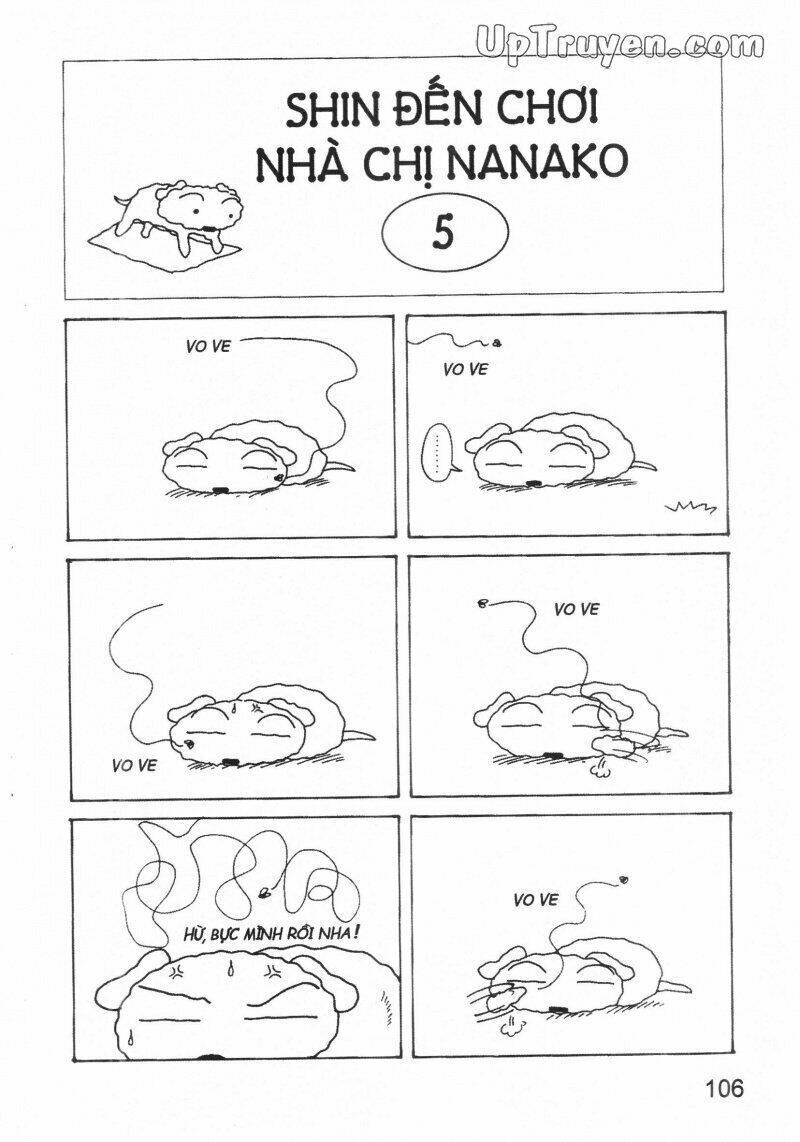 UpTruyen.com
SHIN ĐẾN CHƠI
NHÀ CHỊ NANAKO
5
VO VE
VO VE
........
VO VE
VO VE
HỪ, BỰC MÌNH RỒI NHA!
VO VE
106